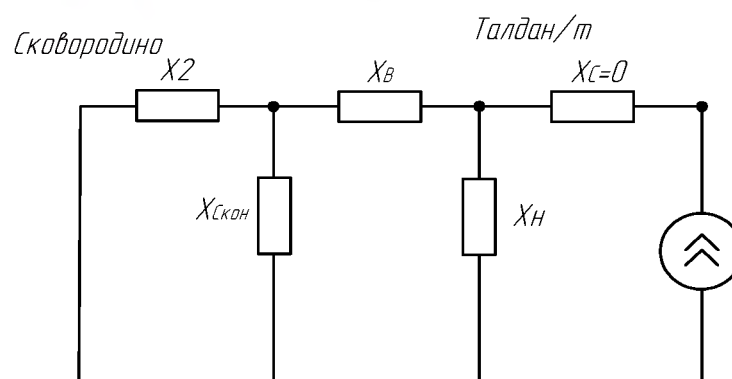 Сковородино
Талдан/т
X2
XВ
XС=0
XСкон
XН